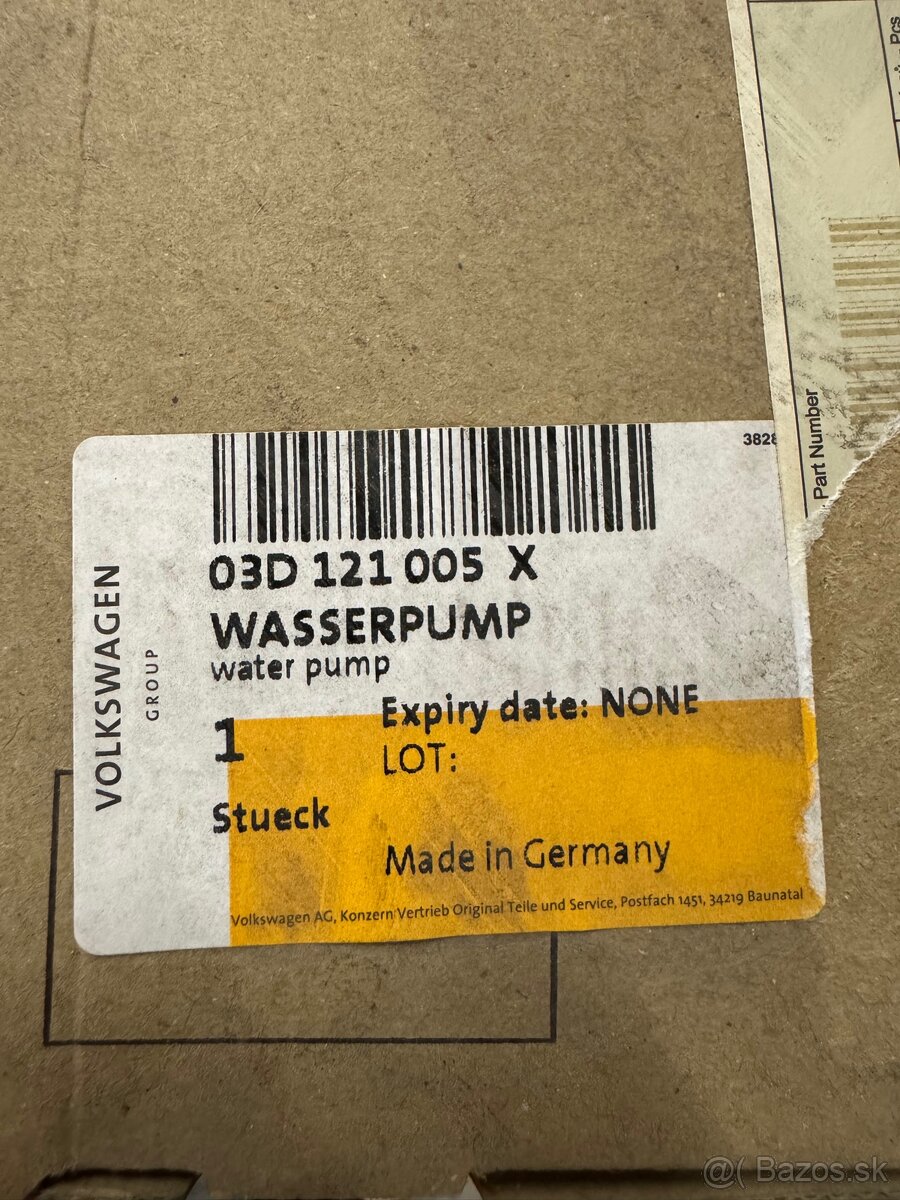 Pcs
Part Number
3828
03D 121 005 X
WASSERPUMP
water pump
VOLKSWAGEN
GROUP
1
Expiry date: NONE
LOT:
Stueck
Made in Germany
Volkswagen AG, Konzern Vertrieb Original Teile und Service, Postfach 1451, 34219 Baunatal
@( Bazos.sk